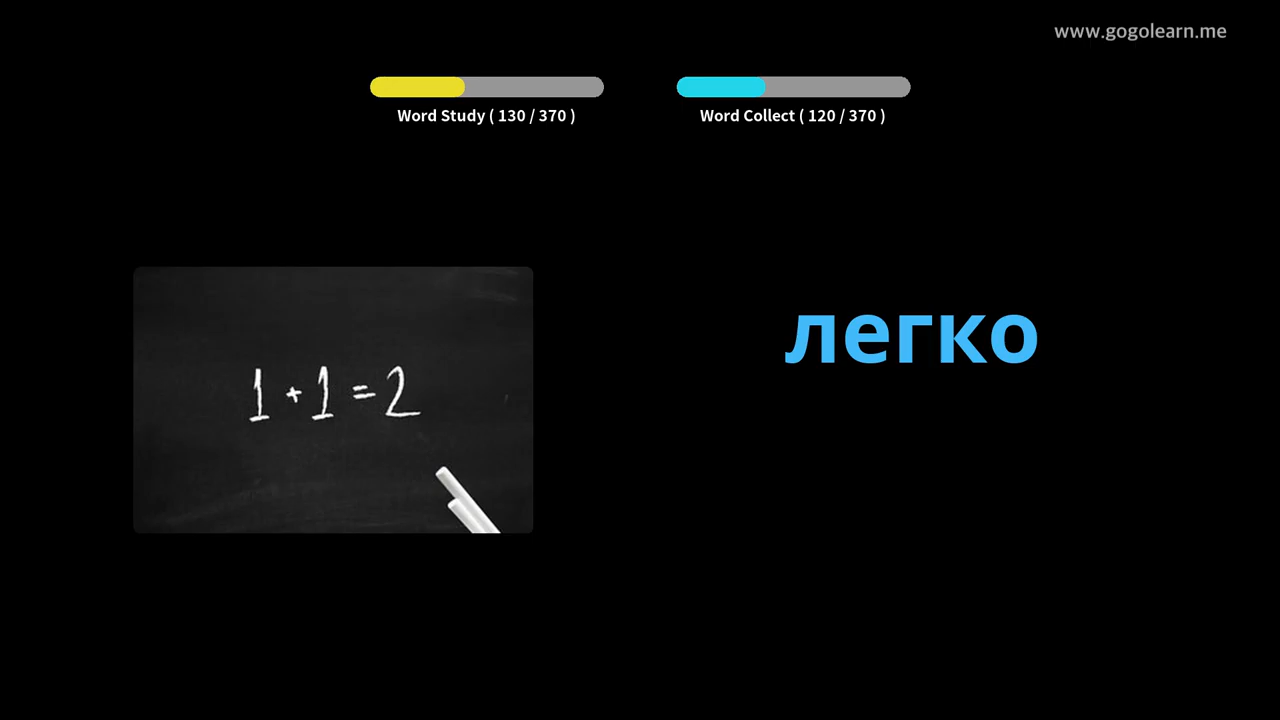 www.gogolearn.me
Word Study ( 130 / 370 )
Word Collect ( 120 / 370 )
легко
1 + 1 = 2